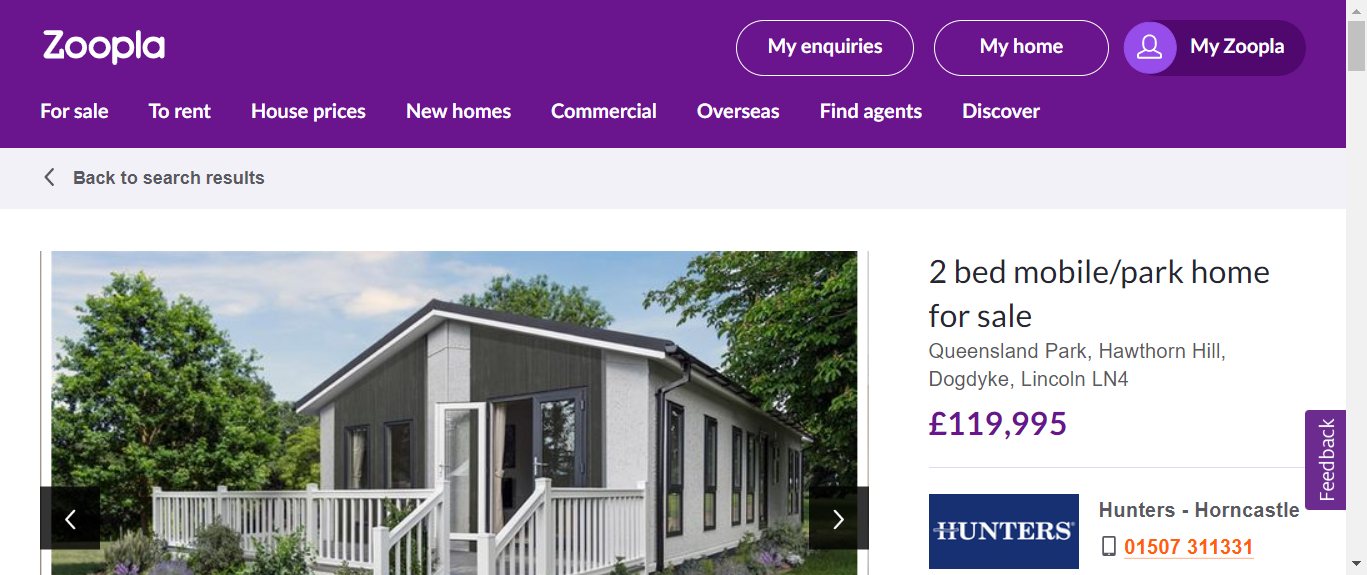 Zoopla
My enquiries
My home
My Zoopla
For sale
To rent
House prices
New homes
Commercial
Overseas
Find agents
Discover
Back to search results
2 bed mobile/park home
for sale
Queensland Park, Hawthorn Hill,
Dogdyke, Lincoln LN4
£119,995
Feedback
HUNTERS
Hunters - Horncastle
01507 311331